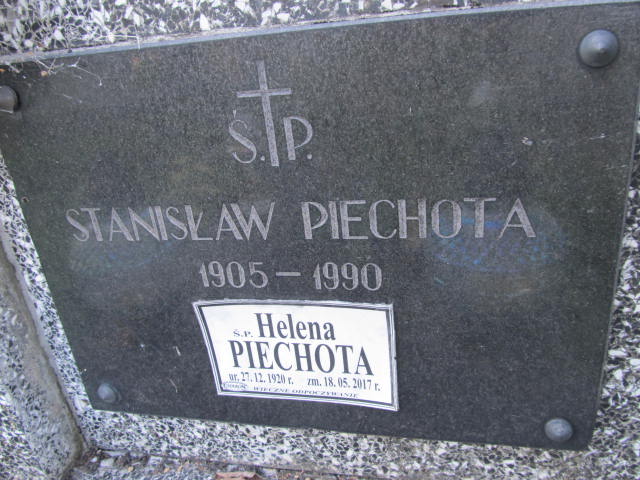 Ś.P.
STANISŁAW PIECHOTA
1905 – 1990
Ś.P. Helena
PIECHOTA
ur. 27. 12. 1920 r. zm. 18. 05. 2017 r.
WIECZNE ODPOCZYWANIE